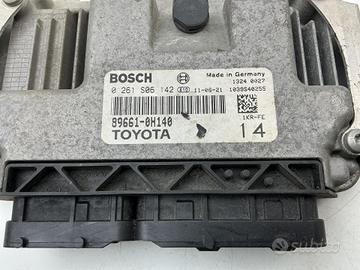 BOSCH Made in Germany
1324 0027
0 261 S06 142 11-06-21 1039S40255
89661-0H140 1KR-FE
TOYOTA 14
subito